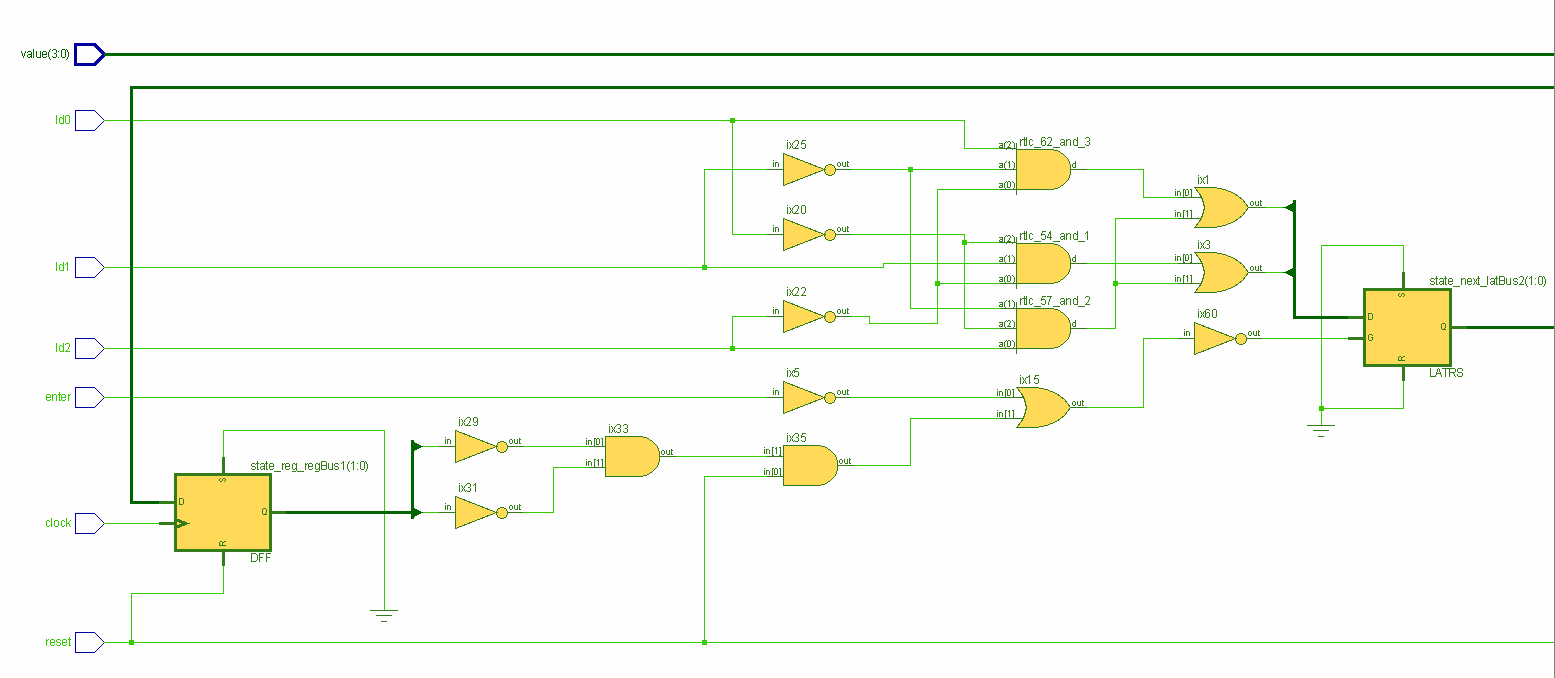 value(3:0)
ld0
rtlc_62_and_3
ix25
a(2)
in
out
a(1)
d
a(0)
ix1
in[0]
out
in[1]
ix20
in
out
rtlc_54_and_1
a(2)
a(1)
d
a(0)
ld1
ix3
in[0]
out
in[1]
state_next_latBus2(1:0)
S
D
Q
G
R
LATRS
ix22
in
out
rtlc_57_and_2
a(1)
a(2)
d
a(0)
ld2
ix60
in
out
enter
ix5
in
out
ix15
in[0]
out
in[1]
ix29
in
out
ix33
in[0]
out
in[1]
ix35
in[1]
out
in[0]
state_reg_regBus1(1:0)
S
D
Q
R
DFF
ix31
in
out
clock
reset